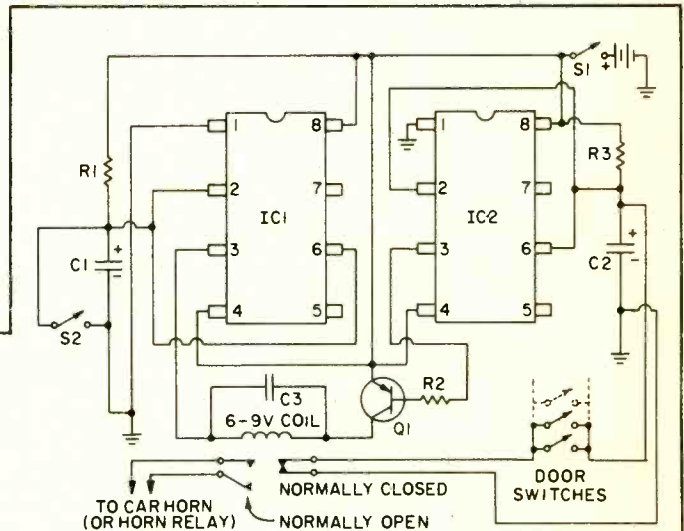 S1
+
R1
1
8
1
8
R3
2
7
2
7
IC1
IC2
+
-
C1
3
6
3
6
+
-
C2
S2
4
5
4
5
C3
R2
6-9V COIL
Q1
NORMALLY CLOSED
DOOR
SWITCHES
TO CAR HORN
(OR HORN RELAY)
NORMALLY OPEN